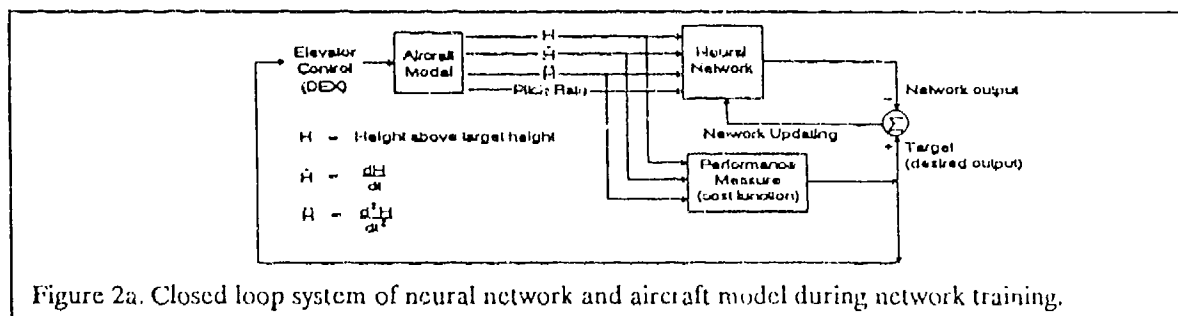 Elevator
Control
(DEX)
Aircraft
Model
H
Ḣ
Ḧ
Pitch Rate
Neural
Network
Network output
Network Updating
Σ
-
+
Target
(desired output)
Performance
Measure
(cost function)
H = Height above target height
Ḣ = dH/dt
Ḧ = d²H/dt²
Figure 2a. Closed loop system of neural network and aircraft model during network training.